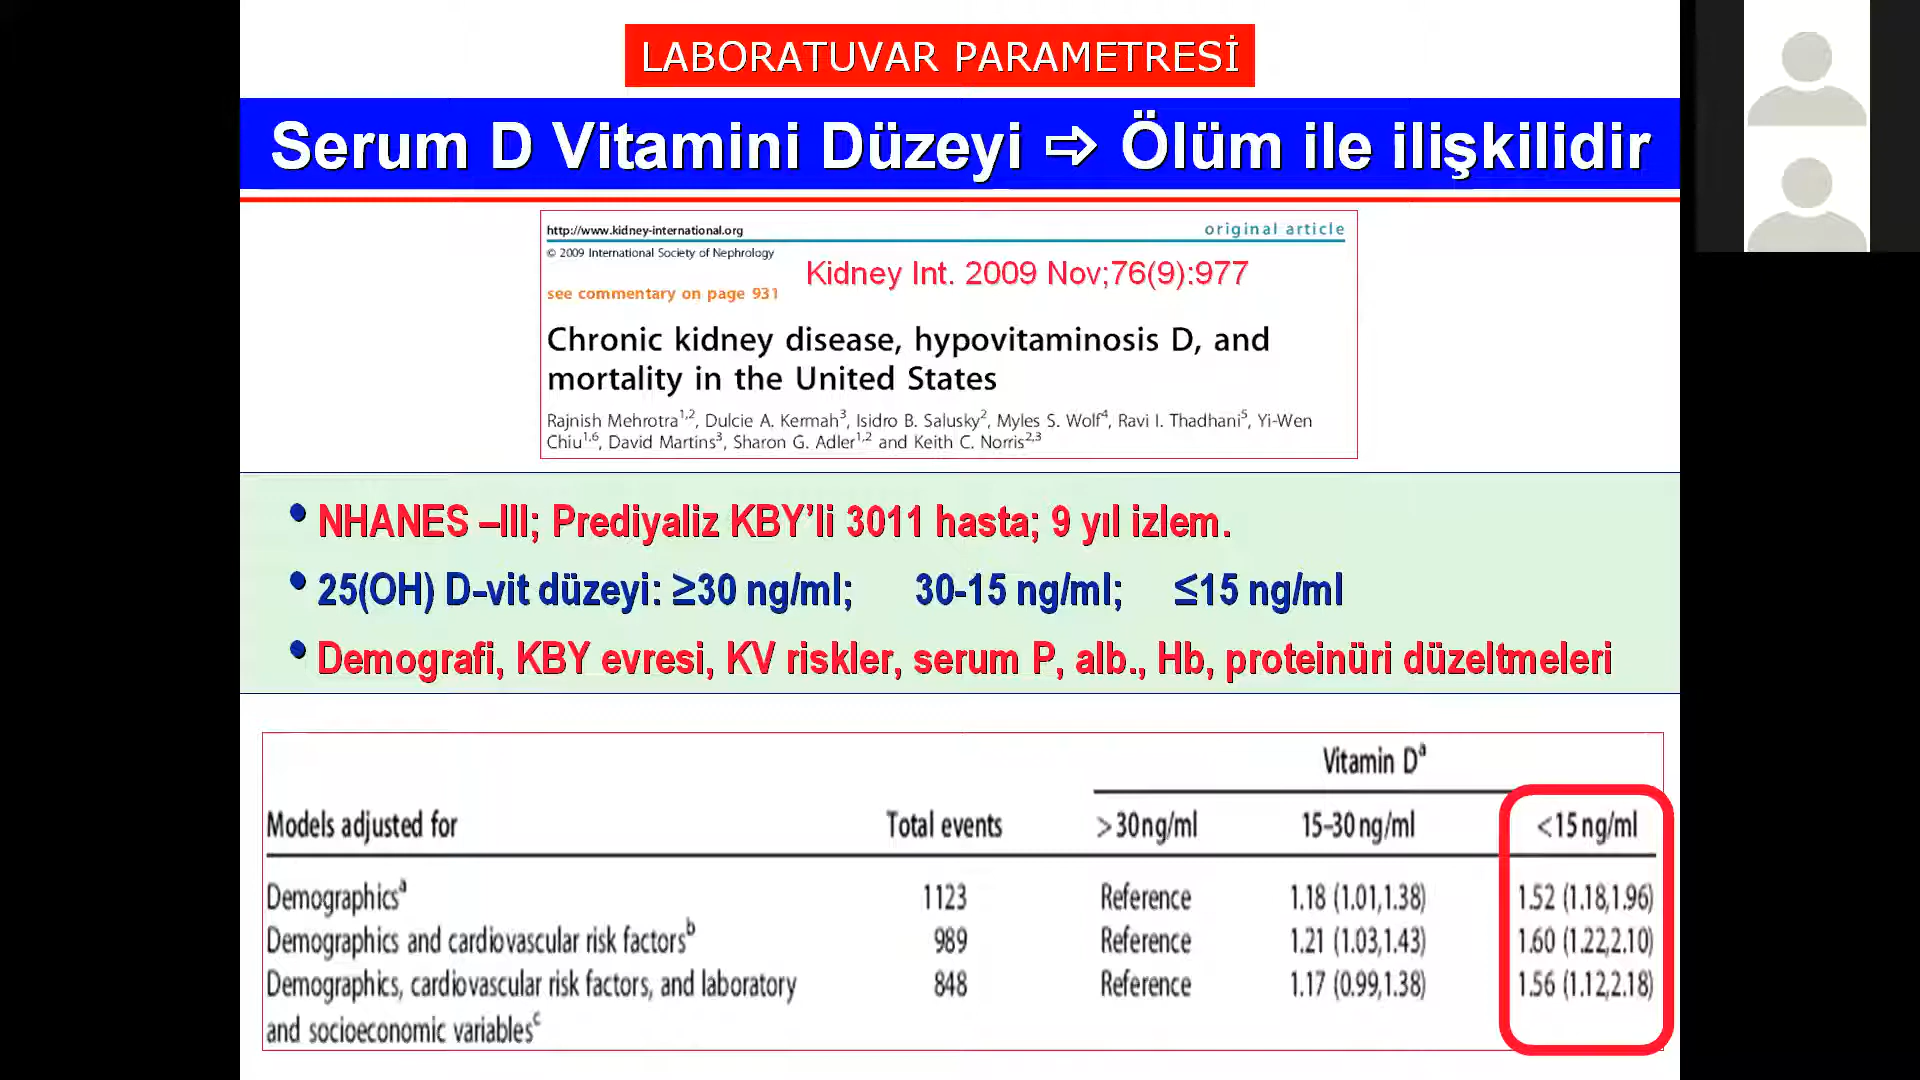 LABORATUVAR PARAMETRESİ
Serum D Vitamini Düzeyi ⇨ Ölüm ile ilişkilidir
http://www.kidney-international.org original article
© 2009 International Society of Nephrology
Kidney Int. 2009 Nov;76(9):977
see commentary on page 931
Chronic kidney disease, hypovitaminosis D, and
mortality in the United States
Rajnish Mehrotra1,2, Dulcie A. Kermah3, Isidro B. Salusky2, Myles S. Wolf4, Ravi I. Thadhani5, Yi-Wen
Chiu1,6, David Martins3, Sharon G. Adler1,2 and Keith C. Norris2,3
• NHANES –III; Prediyaliz KBY’li 3011 hasta; 9 yıl izlem.
• 25(OH) D-vit düzeyi: ≥30 ng/ml; 30-15 ng/ml; ≤15 ng/ml
• Demografi, KBY evresi, KV riskler, serum P, alb., Hb, proteinüri düzeltmeleri
Vitamin Da
Models adjusted for Total events >30 ng/ml 15–30 ng/ml <15 ng/ml
Demographicsa 1123 Reference 1.18 (1.01,1.38) 1.52 (1.18,1.96)
Demographics and cardiovascular risk factorsb 989 Reference 1.21 (1.03,1.43) 1.60 (1.22,2.10)
Demographics, cardiovascular risk factors, and laboratory 848 Reference 1.17 (0.99,1.38) 1.56 (1.12,2.18)
and socioeconomic variablesc